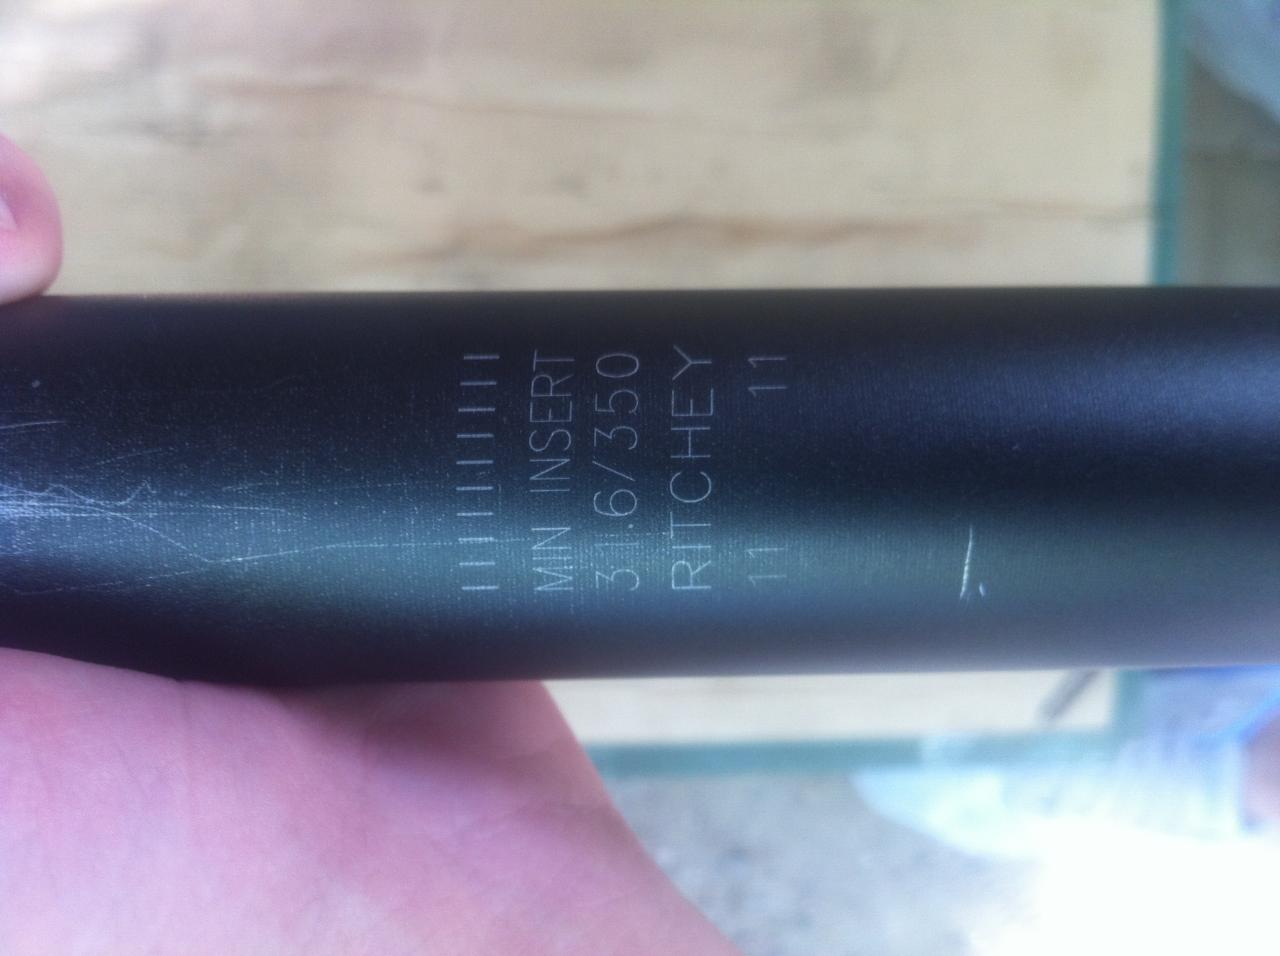 MIN INSERT
31.6/350
RITCHEY
11 11